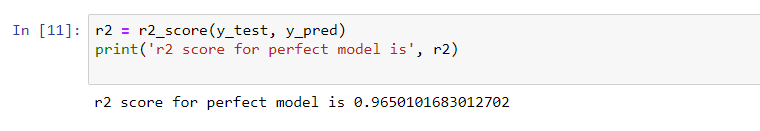 In [11]: r2 = r2_score(y_test, y_pred)
print('r2 score for perfect model is', r2)
r2 score for perfect model is 0.9650101683012702